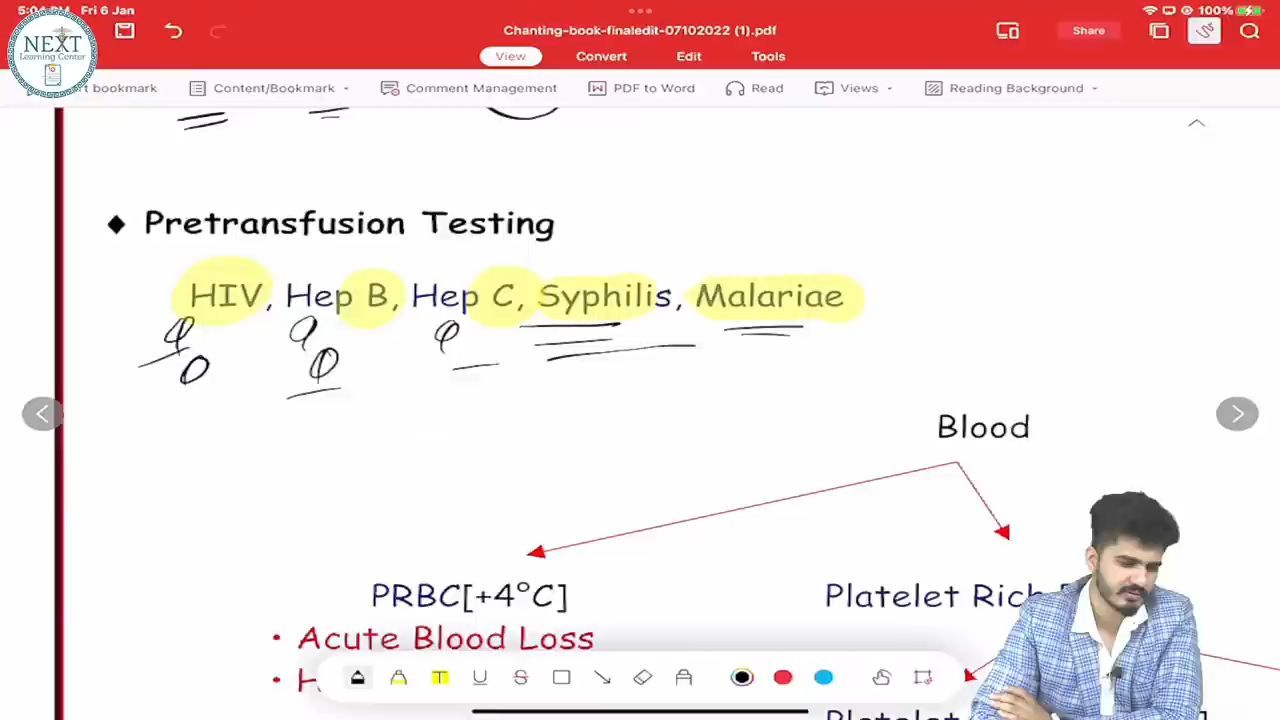 5:04 PM Fri 6 Jan
100%
NEXT
Learning Center
Chanting-book-finaledit-07102022 (1).pdf
Share
View Convert Edit Tools
bookmark Content/Bookmark Comment Management PDF to Word Read Views Reading Background
◆ Pretransfusion Testing
HIV, Hep B, Hep C, Syphilis, Malariae
Blood
PRBC[+4°C]
Platelet Rich
• Acute Blood Loss